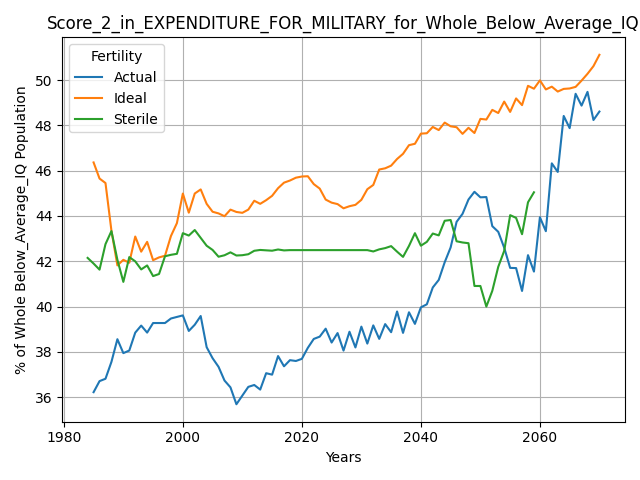 Score_2_in_EXPENDITURE_FOR_MILITARY_for_Whole_Below_Average_IQ
Fertility
Actual
Ideal
Sterile
% of Whole Below_Average_IQ Population
50
48
46
44
42
40
38
36
1980
2000
2020
2040
2060
Years